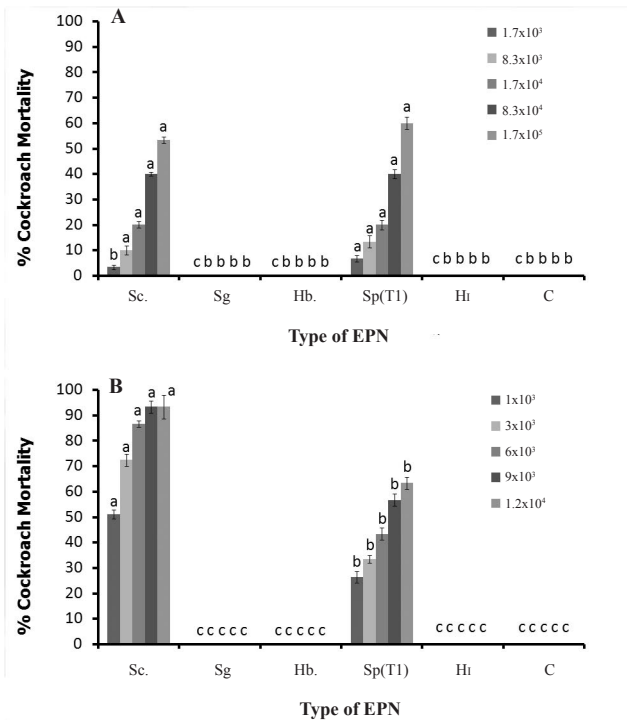 A
% Cockroach Mortality
100
90
80
70
60
50
40
30
20
10
0
b a a a a
c b b b b
c b b b b
a a a a a
c b b b b
c b b b b
1.7x10³
8.3x10³
1.7x10⁴
8.3x10⁴
1.7x10⁵
Sc. Sg Hb. Sp(T1) Hı C
Type of EPN
B
% Cockroach Mortality
100
90
80
70
60
50
40
30
20
10
0
a a a a a
c c c c c
c c c c c
b b b b b
c c c c c
c c c c c
1x10³
3x10³
6x10³
9x10³
1.2x10⁴
Sc. Sg Hb. Sp(T1) Hı C
Type of EPN